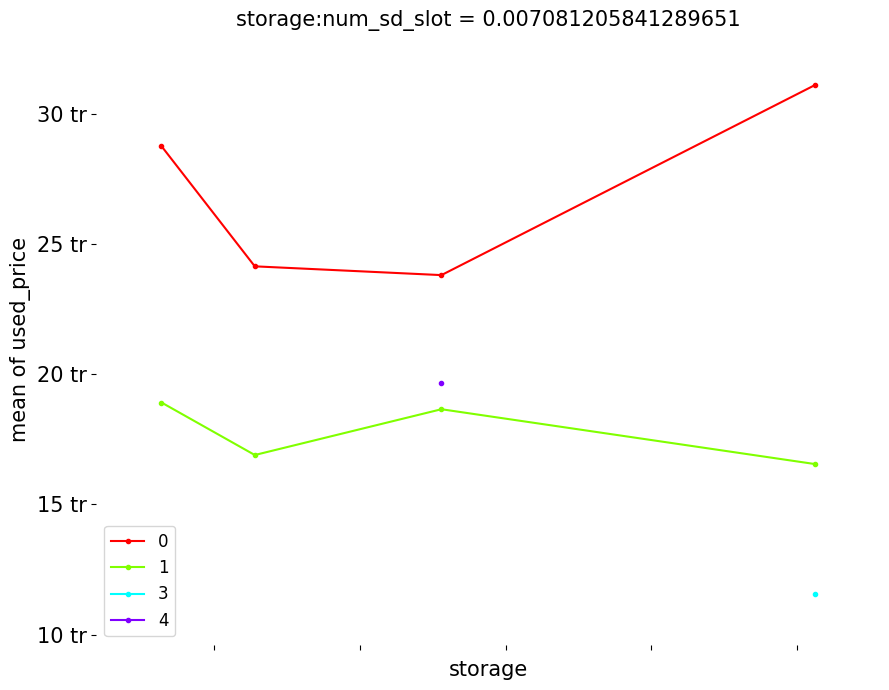 storage:num_sd_slot = 0.007081205841289651
30 tr
25 tr
20 tr
15 tr
10 tr
mean of used_price
0
1
3
4
storage